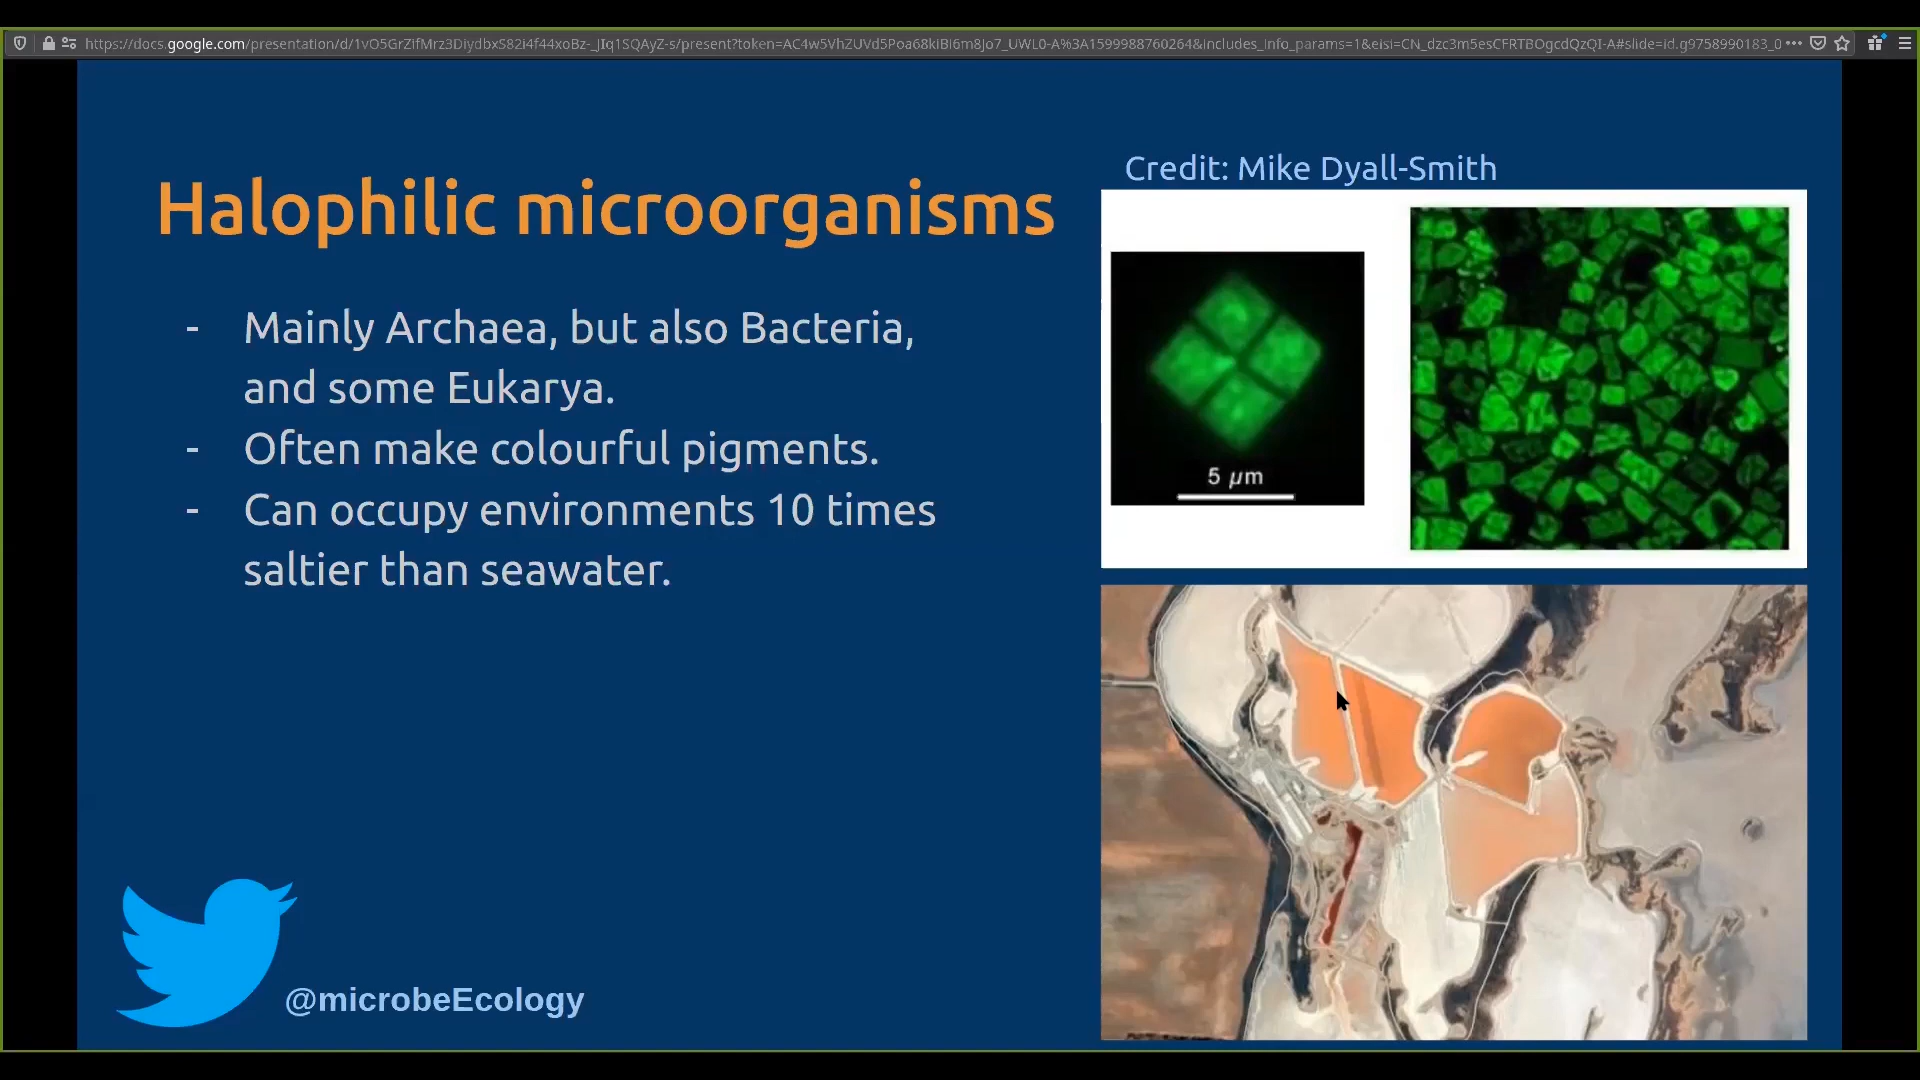 https://docs.google.com/presentation/d/1vO5GrZifMrz3DiydbxS82i4f44xoBz-_JIq1SQAyZ-s/present?token=AC4w5VhZUVd5Poa68kiBi6m8Jo7_UWL0-A%3A1599988760264&includes_info_params=1&eisi=CN_dzc3m5esCFRTBOgcdQzQI-A#slide=id.g9758990183_0
Credit: Mike Dyall-Smith
Halophilic microorganisms
- Mainly Archaea, but also Bacteria,
and some Eukarya.
- Often make colourful pigments.
- Can occupy environments 10 times
saltier than seawater.
5 µm
@microbeEcology